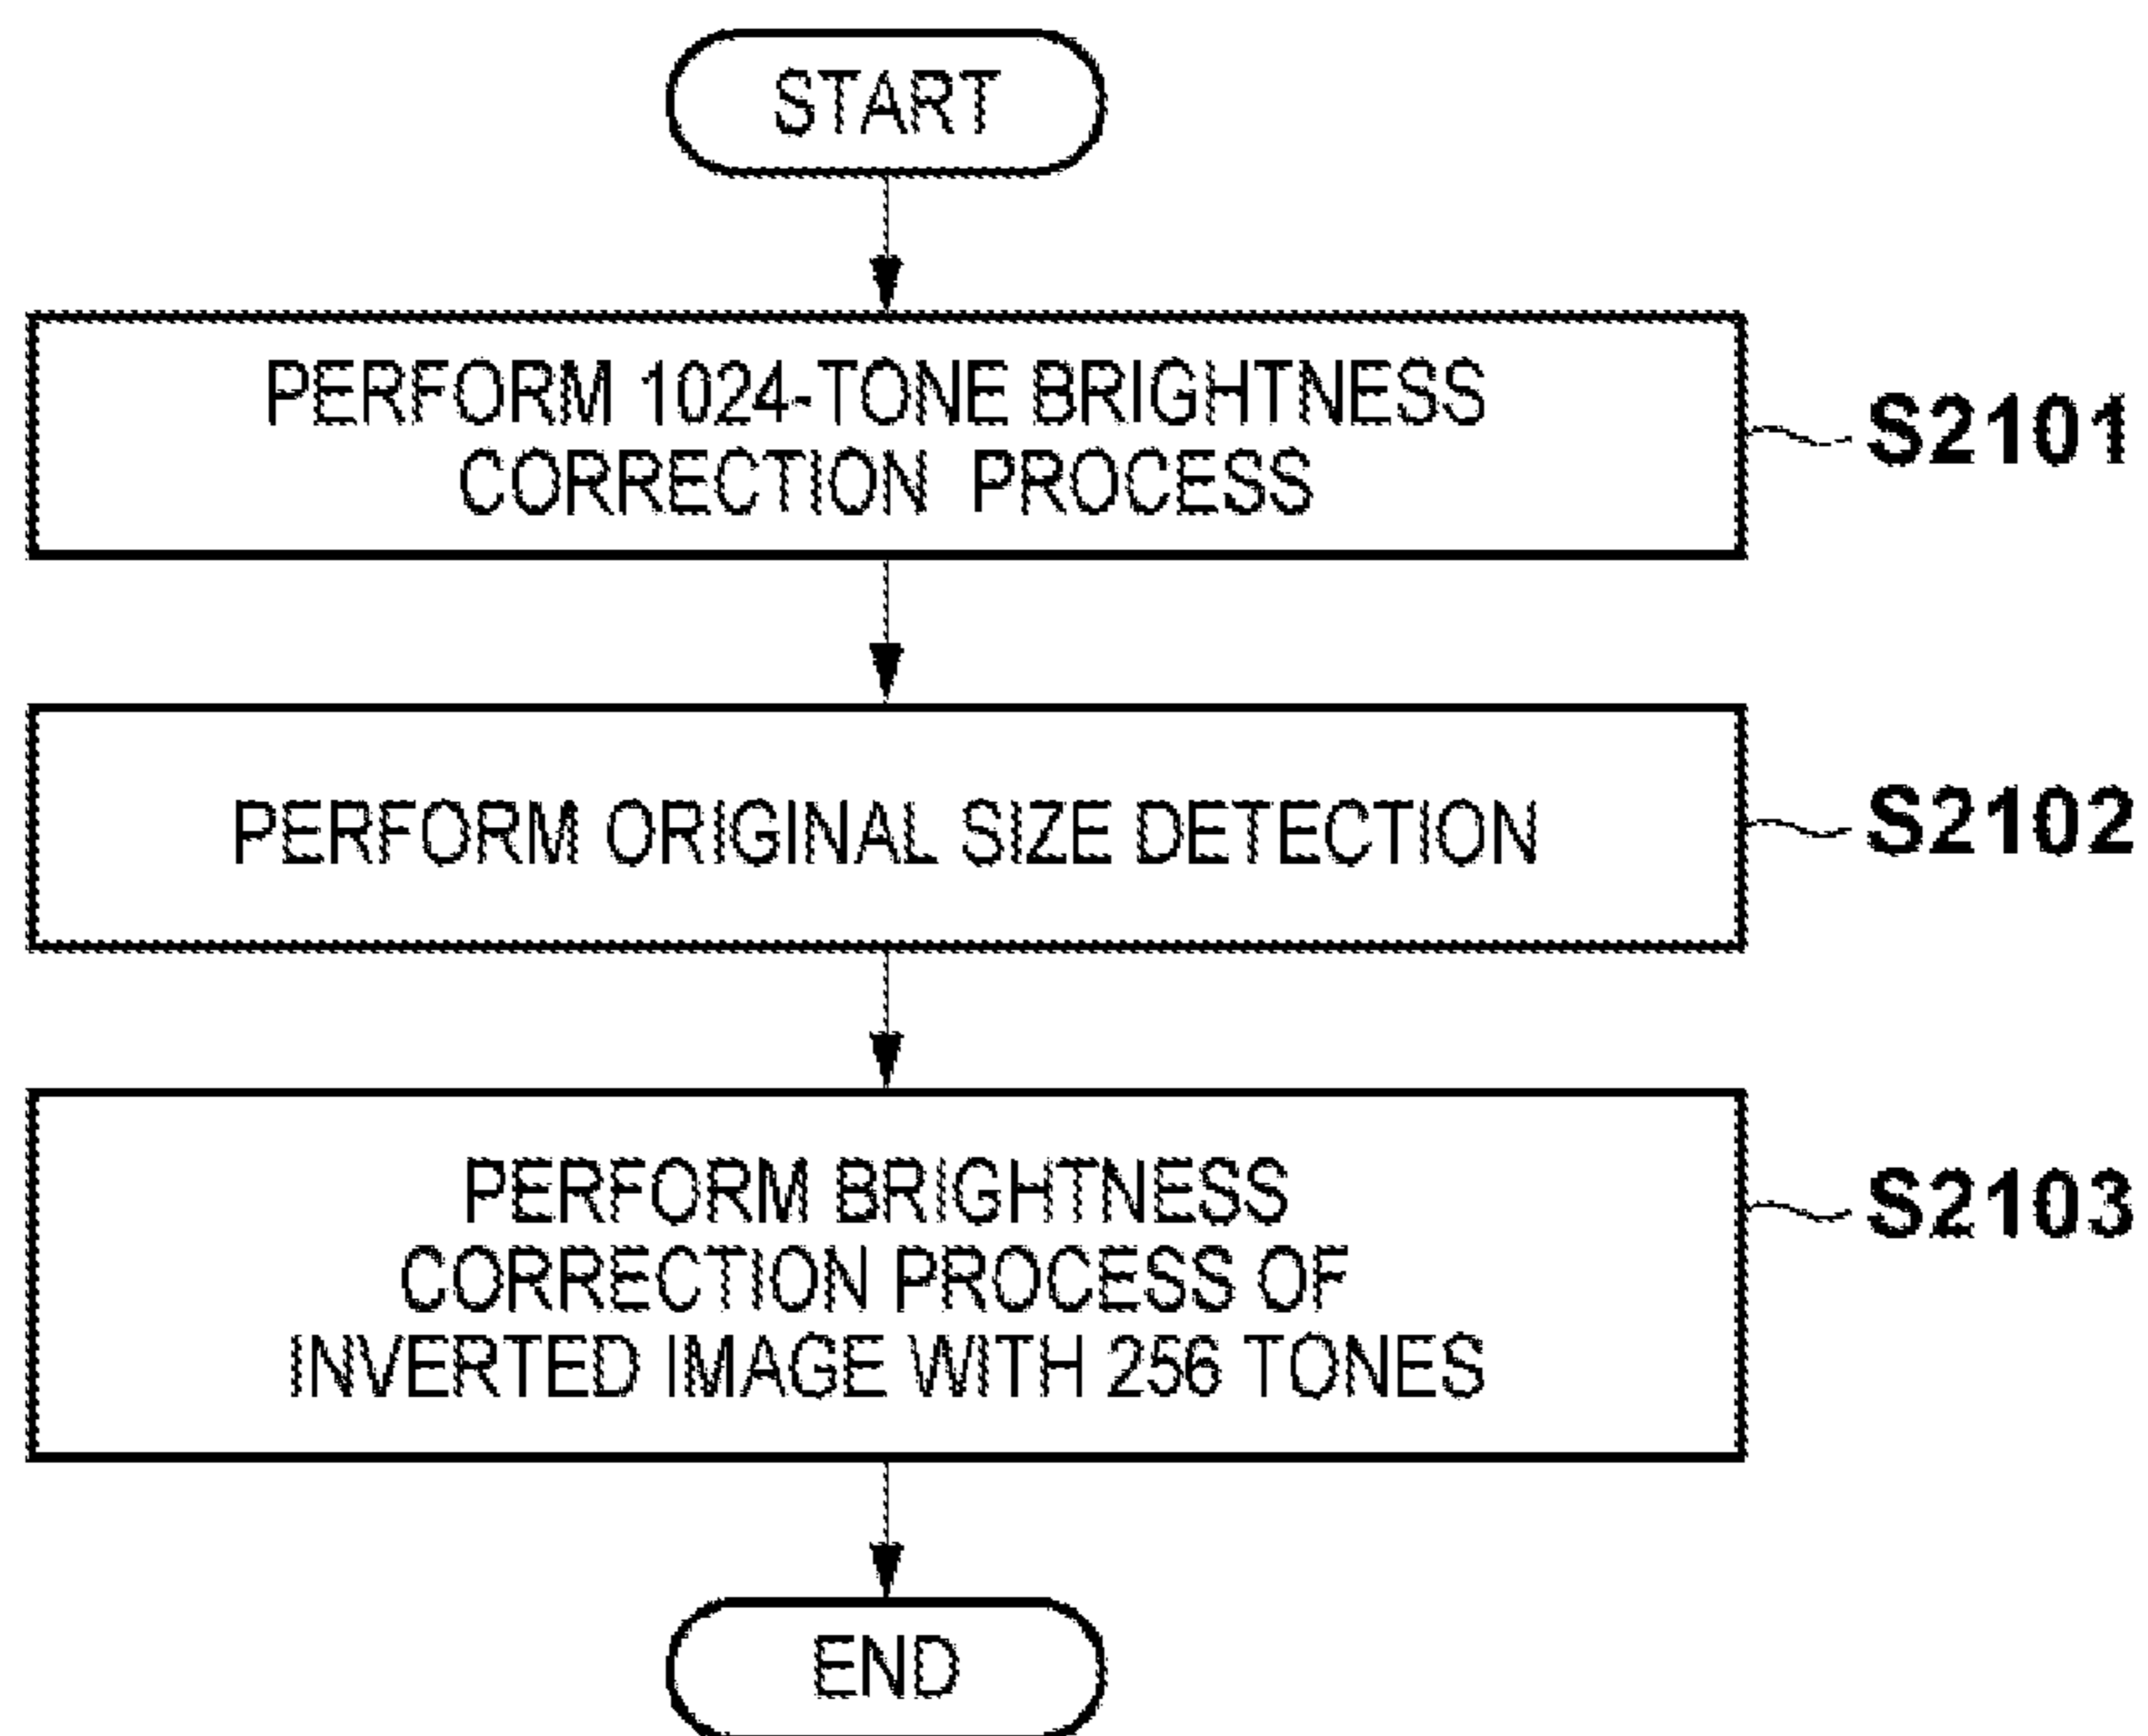 START
PERFORM 1024-TONE BRIGHTNESS
CORRECTION PROCESS
S2101
PERFORM ORIGINAL SIZE DETECTION
S2102
PERFORM BRIGHTNESS
CORRECTION PROCESS OF
INVERTED IMAGE WITH 256 TONES
S2103
END